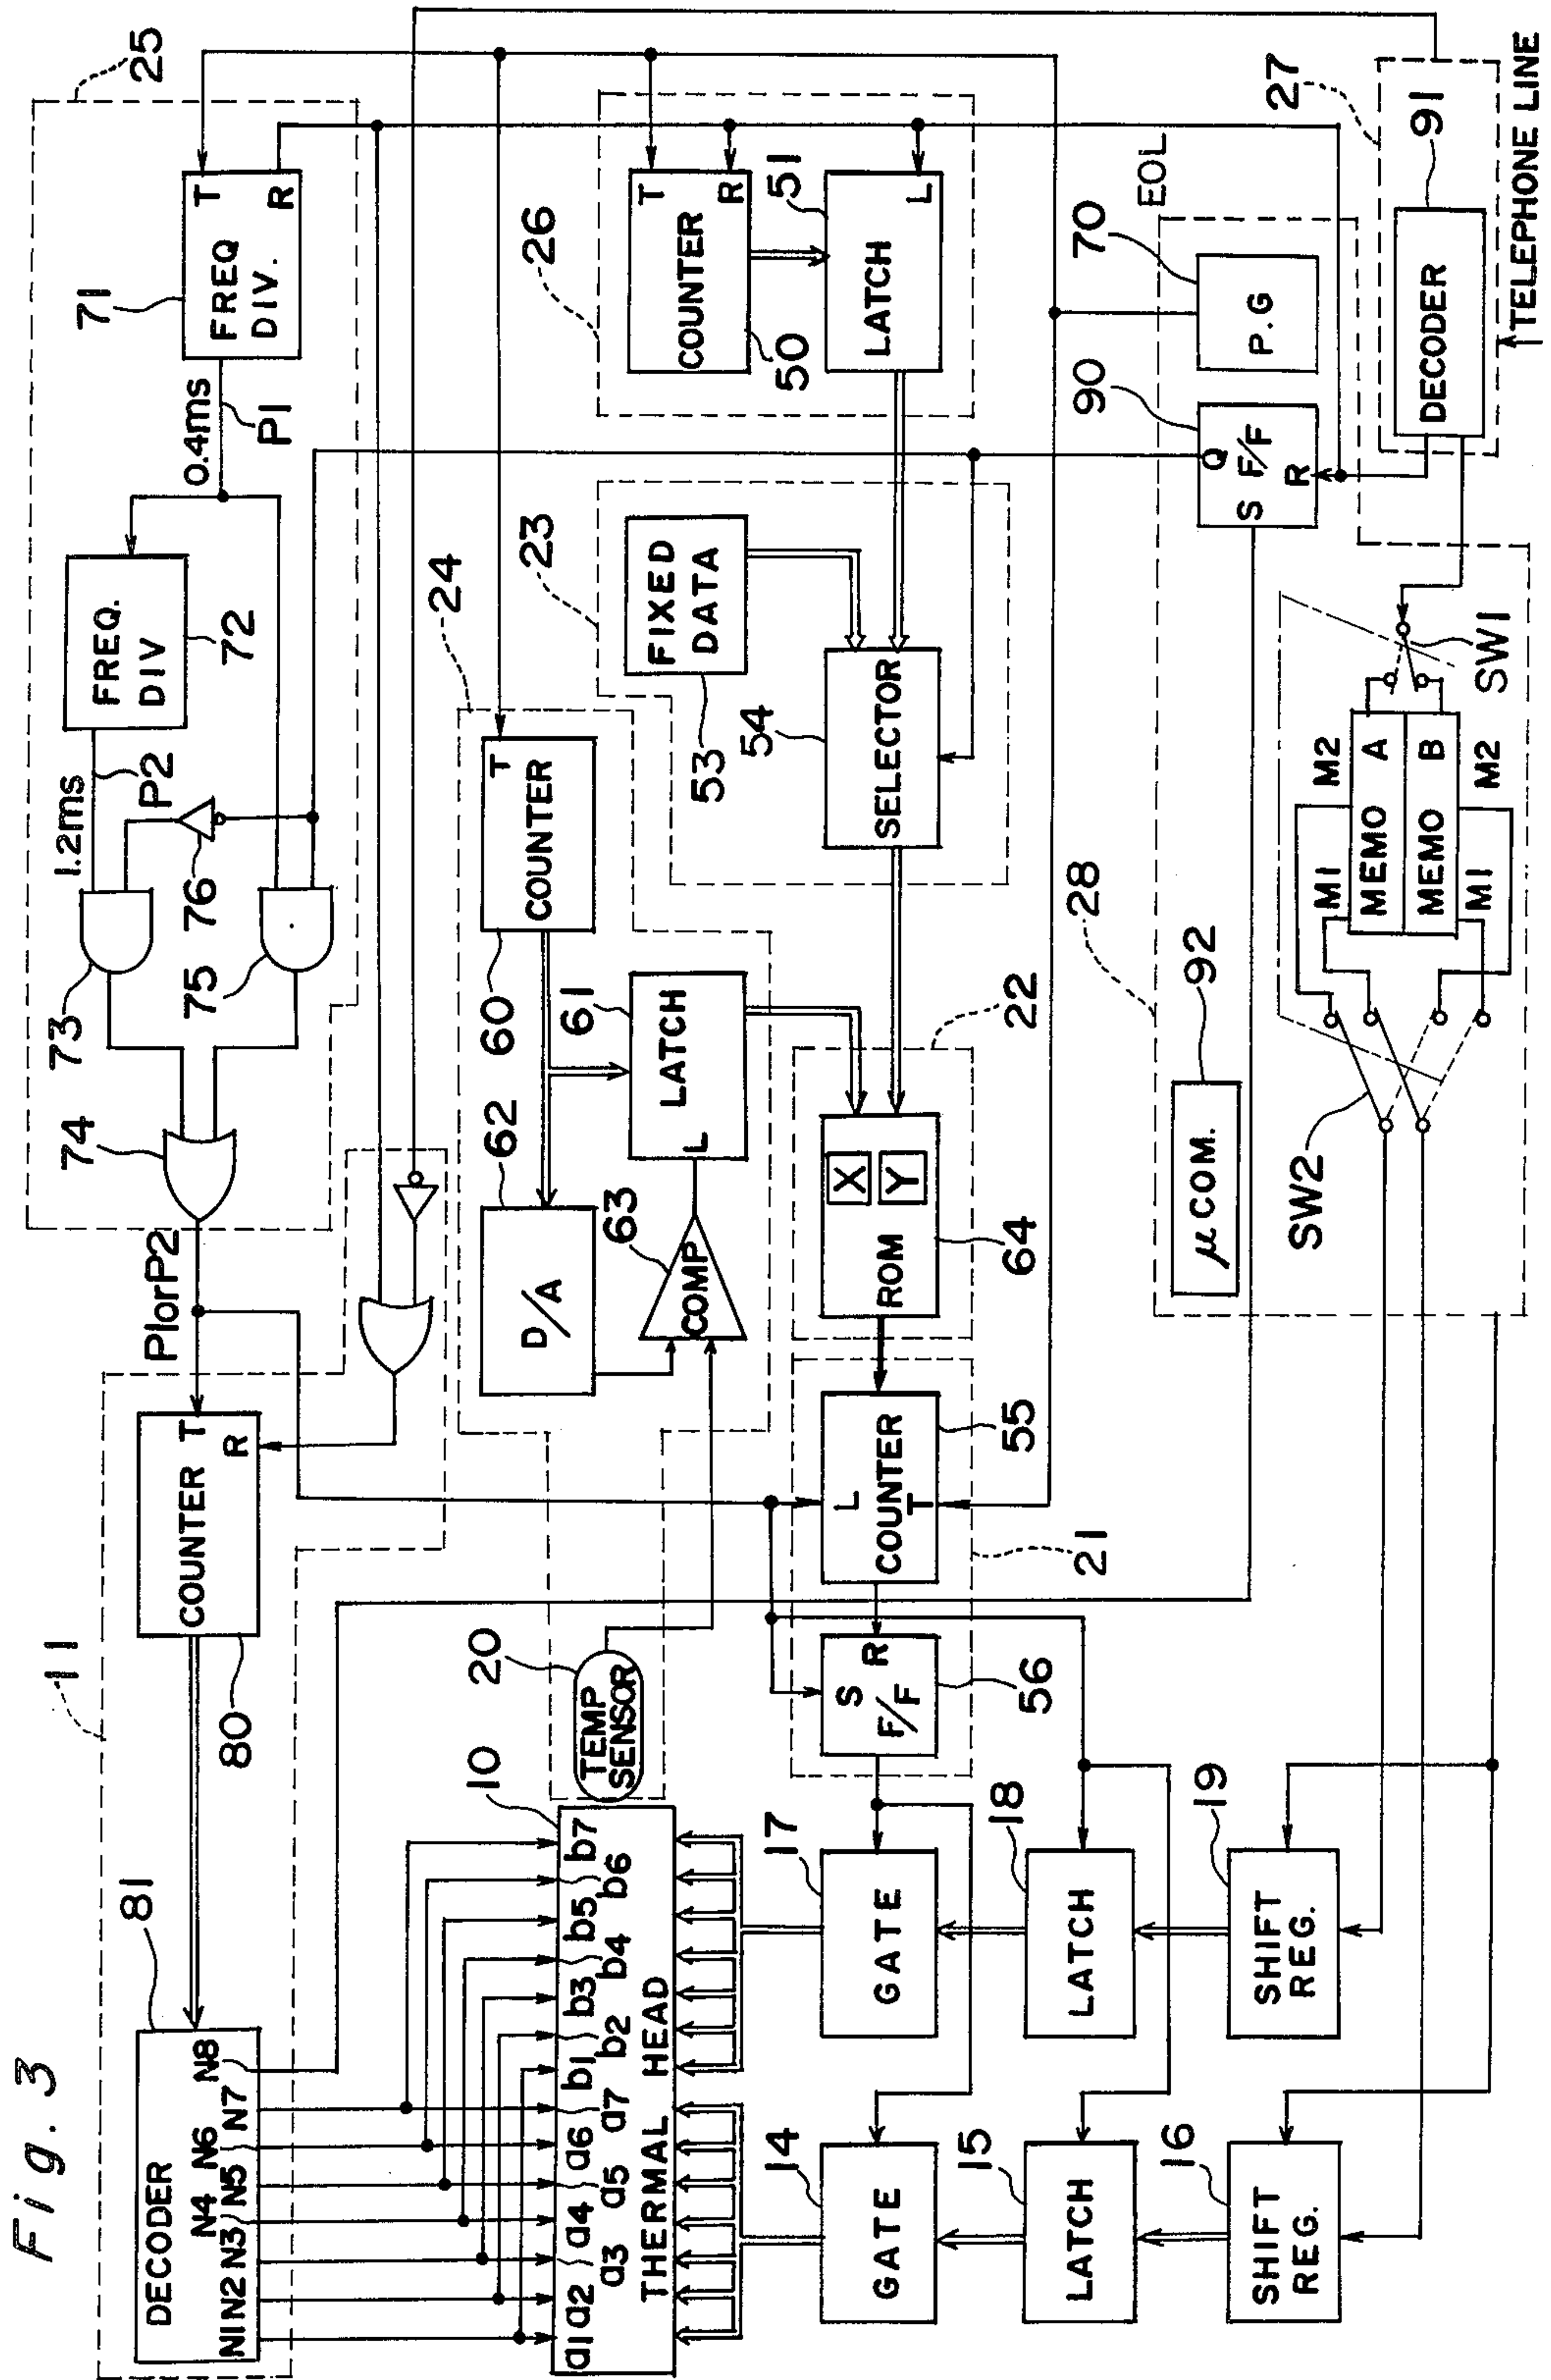 Fig. 3
11
DECODER
81
N1 N2 N3 N4 N5 N6 N7 N8
COUNTER T
R
80
P1orP2
74
73
75
76
1.2ms
P2
FREQ.
DIV
72
0.4ms
P1
FREQ
DIV.
T
R
71
25
10
a1 a2 a3 a4 a5 a6 a7 b1 b2 b3 b4 b5 b6 b7
THERMAL HEAD
20
TEMP
SENSOR
D/A
62
63
COMP
LATCH
L
61
COUNTER
T
60
24
23
FIXED
DATA
53
SELECTOR
54
26
COUNTER
T
R
50
LATCH
L
51
GATE
14
GATE
17
S R
F/F
56
21
L
COUNTER
T
55
ROM
X
Y
64
22
LATCH
15
LATCH
18
SHIFT
REG.
16
SHIFT
REG.
19
28
μCOM.
92
SW2
M1 M2
MEMO A
MEMO B
M1 M2
SW1
Q
S F/F
R
90
P.G
70
EOL
27
DECODER
91
TELEPHONE LINE